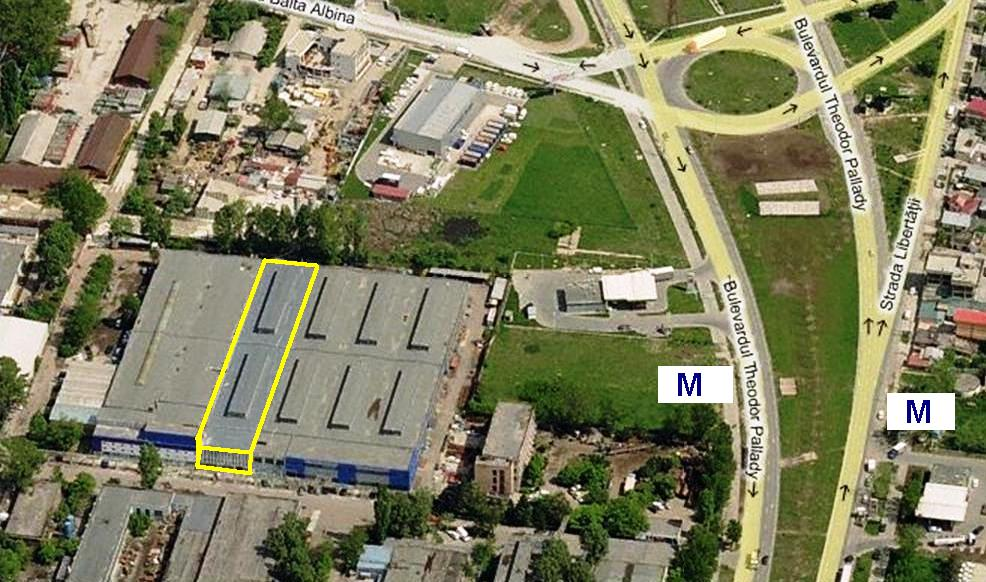 Balta Albina
Bulevardul Theodor Pallady
Strada Libertății
Bulevardul Theodor Pallady
M
M